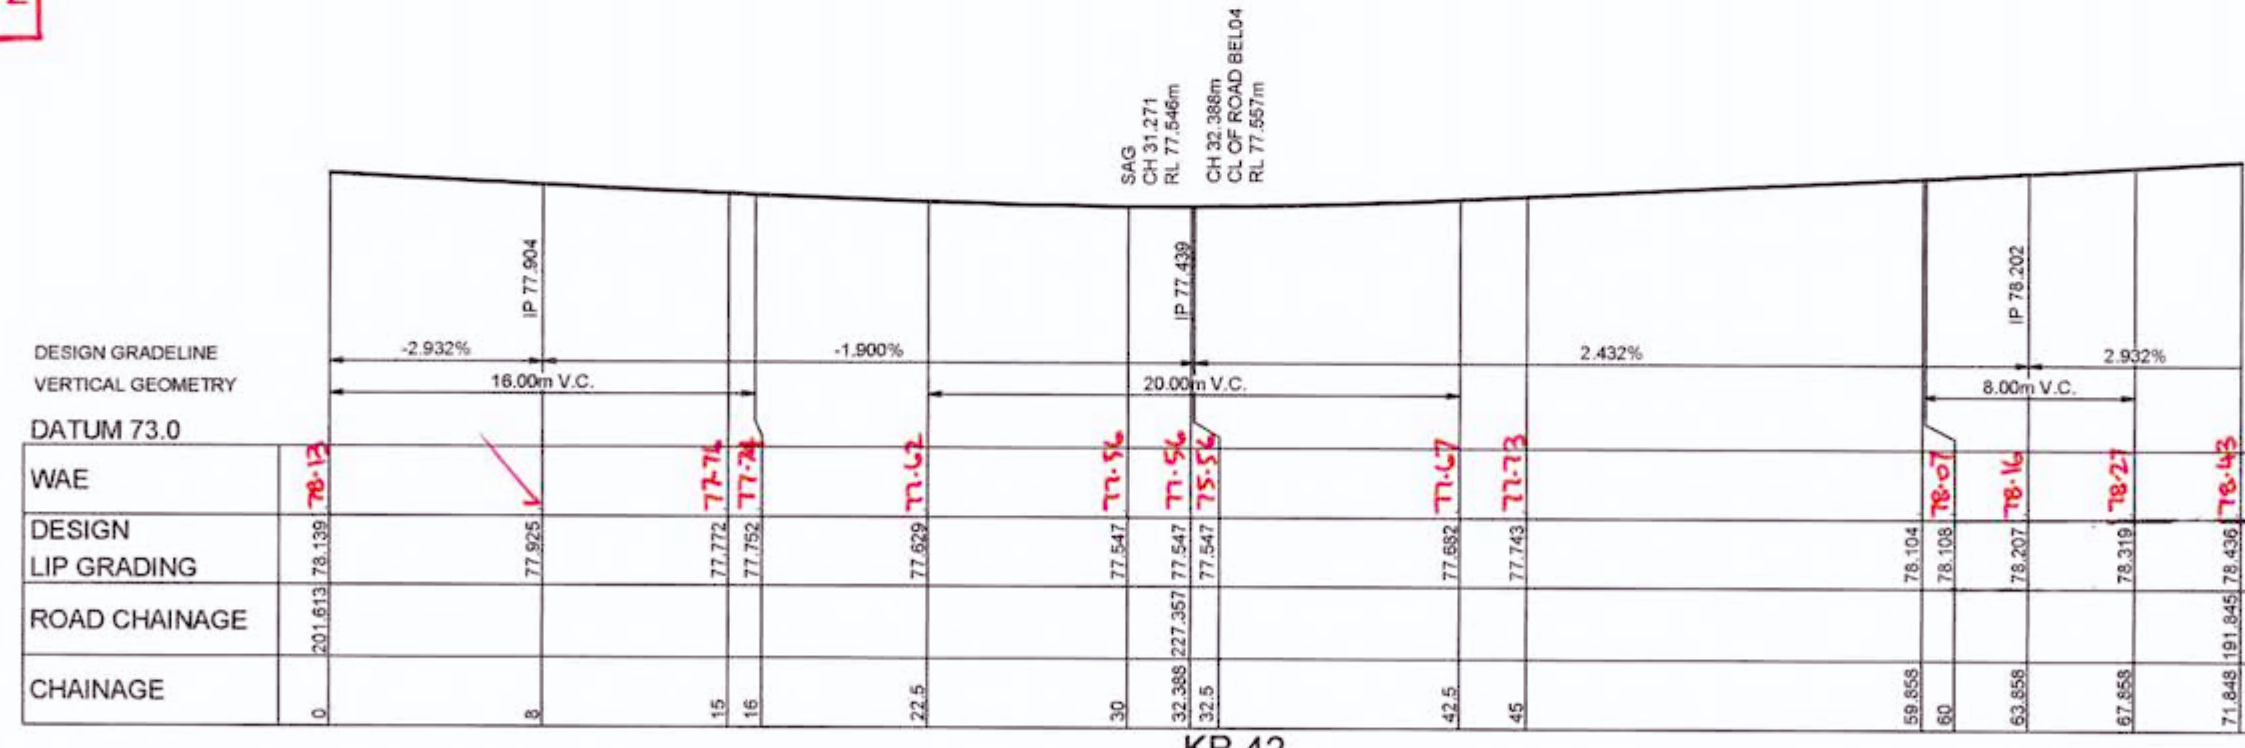 SAG
CH 31.271
RL 77.546m
CH 32.388m
CL OF ROAD BEL04
RL 77.557m
IP 77.904
IP 77.439
IP 78.202
DESIGN GRADELINE -2.932% -1.900% 2.432% 2.932%
VERTICAL GEOMETRY 16.00m V.C. 20.00m V.C. 8.00m V.C.
DATUM 73.0
WAE 78.13 77.76 77.74 77.62 77.56 77.56 75.56 77.67 77.73 78.07 78.16 78.27 78.43
DESIGN
LIP GRADING 78.139 77.925 77.772 77.752 77.629 77.547 77.547 77.547 77.682 77.743 78.104 78.108 78.207 78.319 78.436
ROAD CHAINAGE 201.613 227.357 191.845
CHAINAGE 0 8 15 16 22.5 30 32.388 32.5 42.5 45 59.858 60 63.858 67.858 71.848